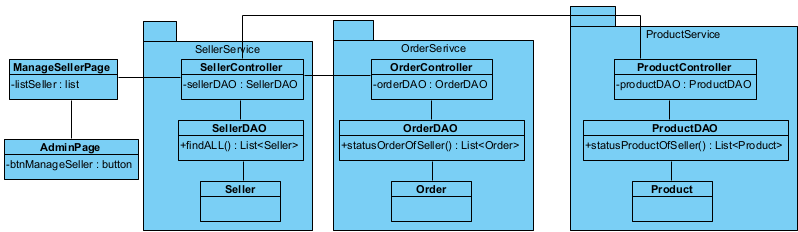 SellerService
OrderSerivce
ProductService
ManageSellerPage
-listSeller : list
SellerController
-sellerDAO : SellerDAO
OrderController
-orderDAO : OrderDAO
ProductController
-productDAO : ProductDAO
AdminPage
-btnManageSeller : button
SellerDAO
+findALL() : List<Seller>
OrderDAO
+statusOrderOfSeller() : List<Order>
ProductDAO
+statusProductOfSeller() : List<Product>
Seller
Order
Product